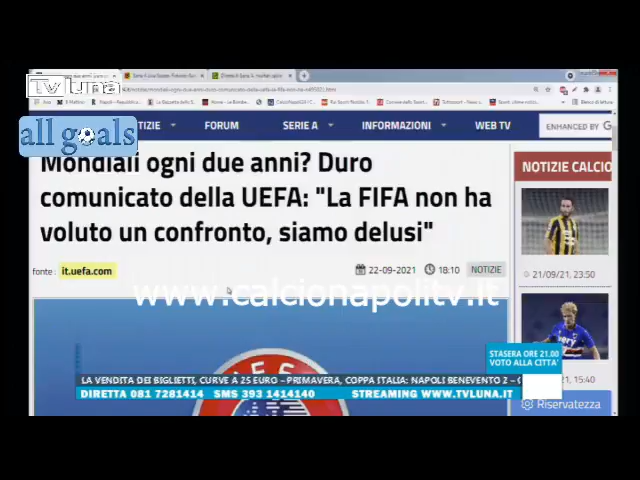 Tv Luna
all goals
NOTIZIE FORUM SERIE A INFORMAZIONI WEB TV
ENHANCED BY G
Mondiali ogni due anni? Duro
comunicato della UEFA: "La FIFA non ha
voluto un confronto, siamo delusi"
fonte : it.uefa.com
22-09-2021 18:10 NOTIZIE
NOTIZIE CALCIO
21/09/21, 23:50
www.calcionapolitv.it
STASERA ORE 21.00
VOTO ALLA CITTA'
/21, 15:40
LA VENDITA DEI BIGLIETTI, CURVE A 25 EURO – PRIMAVERA, COPPA ITALIA: NAPOLI BENEVENTO 2 –
DIRETTA 081 7281414 SMS 393 1414140 STREAMING WWW.TVLUNA.IT
Riservatezza